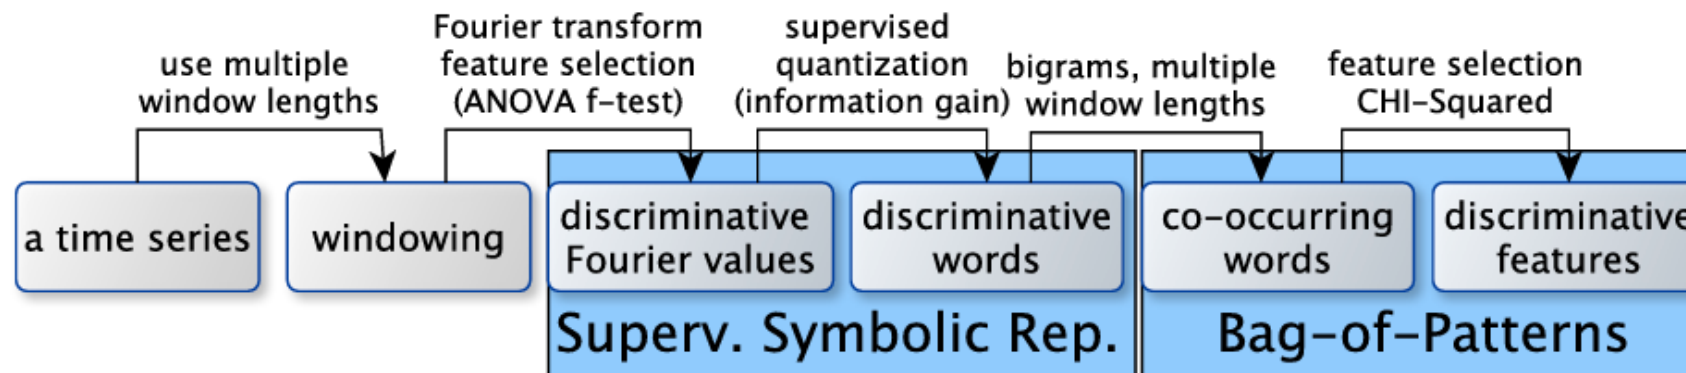 use multiple
window lengths
Fourier transform
feature selection
(ANOVA f-test)
supervised
quantization
(information gain)
bigrams, multiple
window lengths
feature selection
CHI-Squared
a time series
windowing
discriminative
Fourier values
discriminative
words
co-occurring
words
discriminative
features
Superv. Symbolic Rep.
Bag-of-Patterns